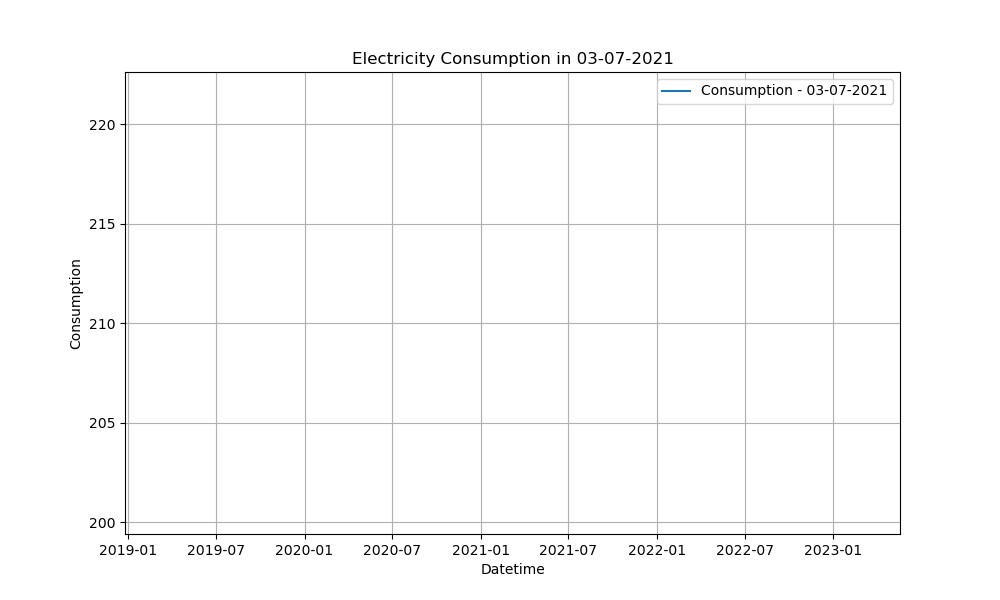 Electricity Consumption in 03-07-2021
Consumption - 03-07-2021
220
215
210
205
200
Consumption
2019-01 2019-07 2020-01 2020-07 2021-01 2021-07 2022-01 2022-07 2023-01
Datetime